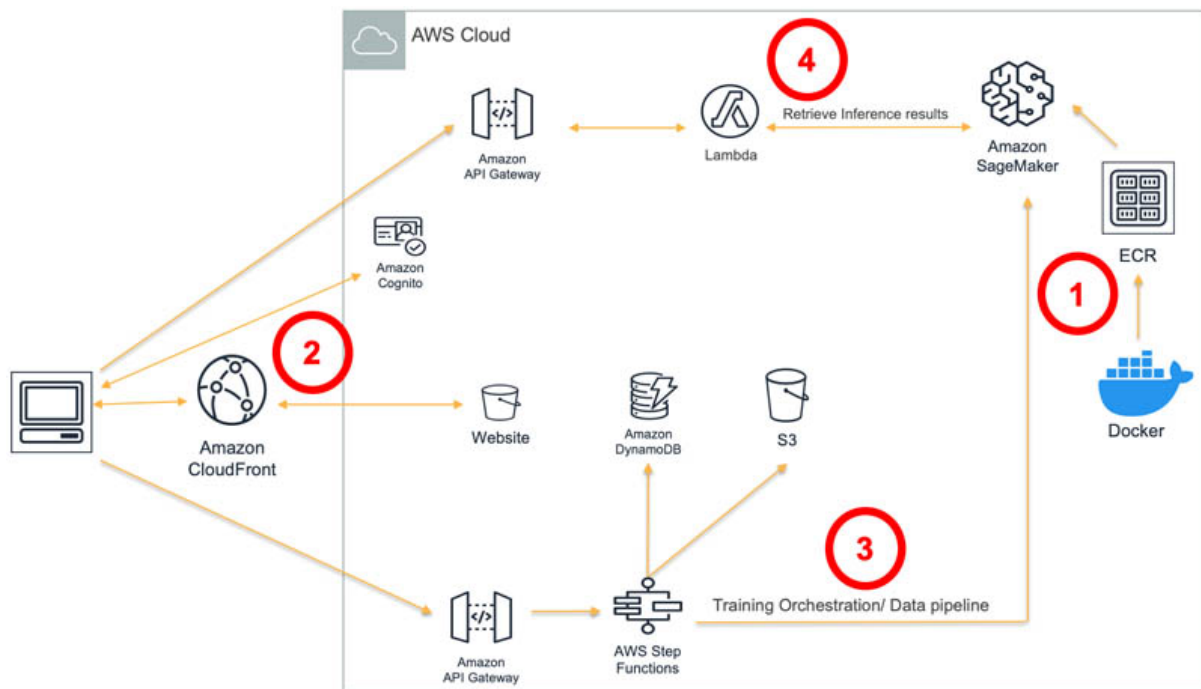 AWS Cloud
4
Retrieve Inference results
Amazon
API Gateway
Lambda
Amazon
SageMaker
Amazon
Cognito
ECR
1
2
Amazon
CloudFront
Website
Amazon
DynamoDB
S3
Docker
3
Training Orchestration/ Data pipeline
Amazon
API Gateway
AWS Step
Functions